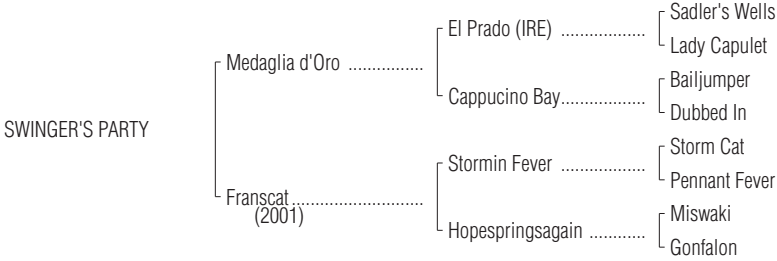 Sadler's Wells
El Prado (IRE) ..................
Lady Capulet
Medaglia d'Oro ................
Bailjumper
Cappucino Bay..................
Dubbed In
SWINGER'S PARTY
Storm Cat
Stormin Fever ..................
Pennant Fever
Franscat............................
(2001)
Miswaki
Hopespringsagain ............
Gonfalon